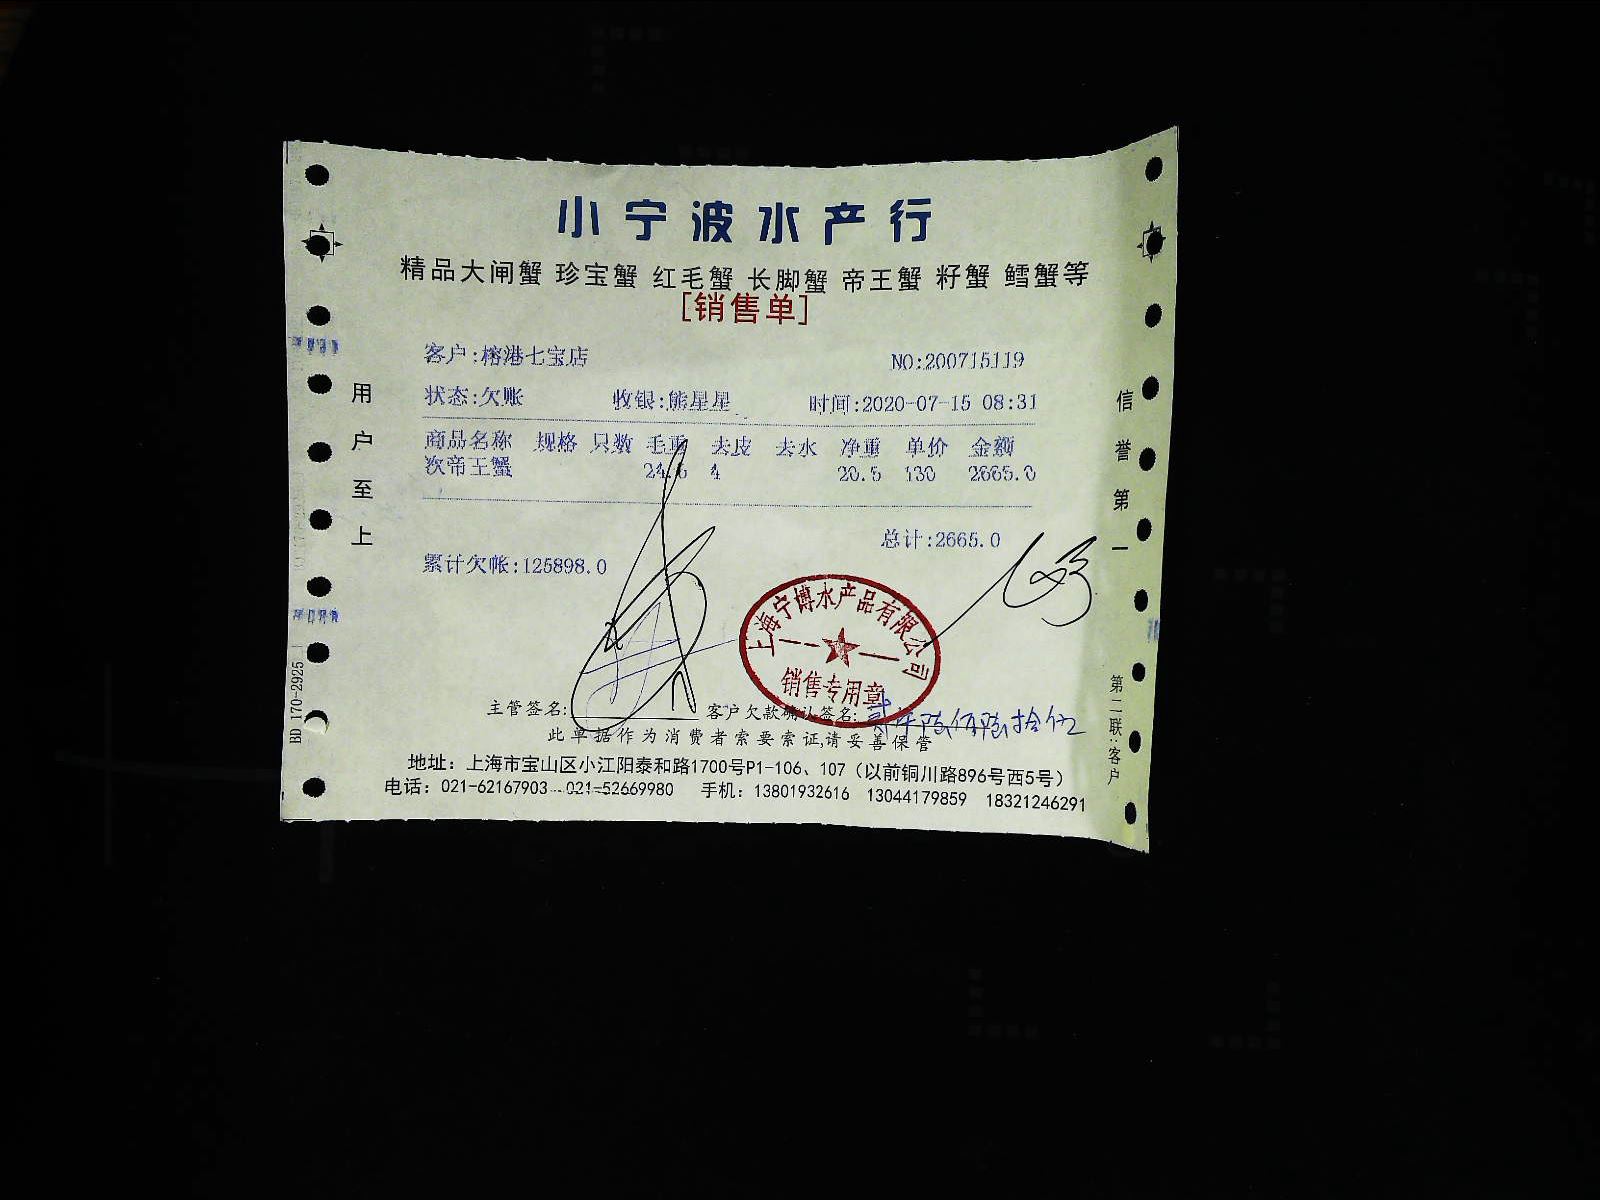 小宁波水产行
精品大闸蟹 珍宝蟹 红毛蟹 长脚蟹 帝王蟹 籽蟹 鳕蟹等
[销售单]
客户:榕港七宝店 NO:200715119
状态:欠账 收银:熊星星 时间:2020-07-15 08:31
商品名称 规格 只数 毛重 去皮 去水 净重 单价 金额
次帝王蟹 24.5 4 20.5 130 2665.0
总计:2665.0
累计欠帐:125898.0
上海宁博水产品有限公司
销售专用章
主管签名: 客户欠款确认签名: 贰仟陆佰陆拾伍
此单据作为消费者索要索证,请妥善保管
地址：上海市宝山区小江阳泰和路1700号P1-106、107（以前铜川路896号西5号）
电话：021-62167903 021-52669980 手机：13801932616 13044179859 18321246291
用户至上
信誉第一
第二联:客户
BD 170-2925